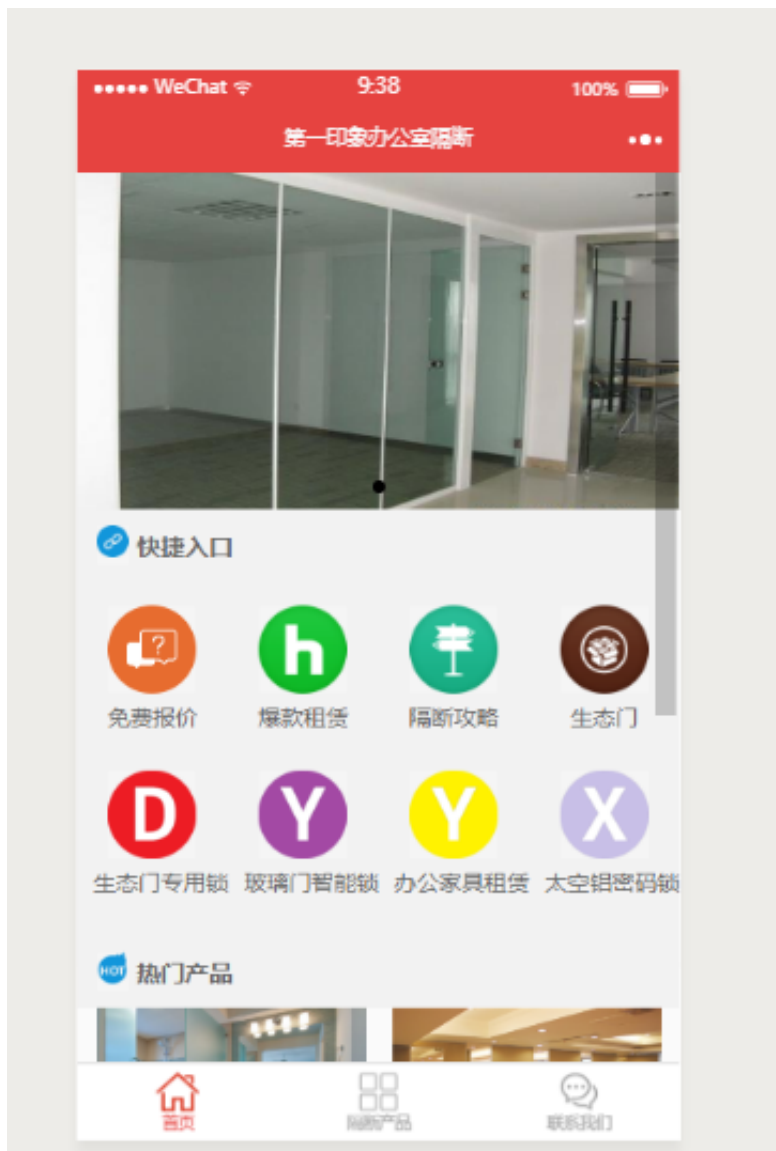 ●●●●● WeChat 9:38 100%
第一印象办公室隔断
快捷入口
? h
免费报价 爆款租赁 隔断攻略 生态门
D Y Y X
生态门专用锁 玻璃门智能锁 办公家具租赁 太空铝密码锁
HOT 热门产品
首页 隔断产品 联系我们